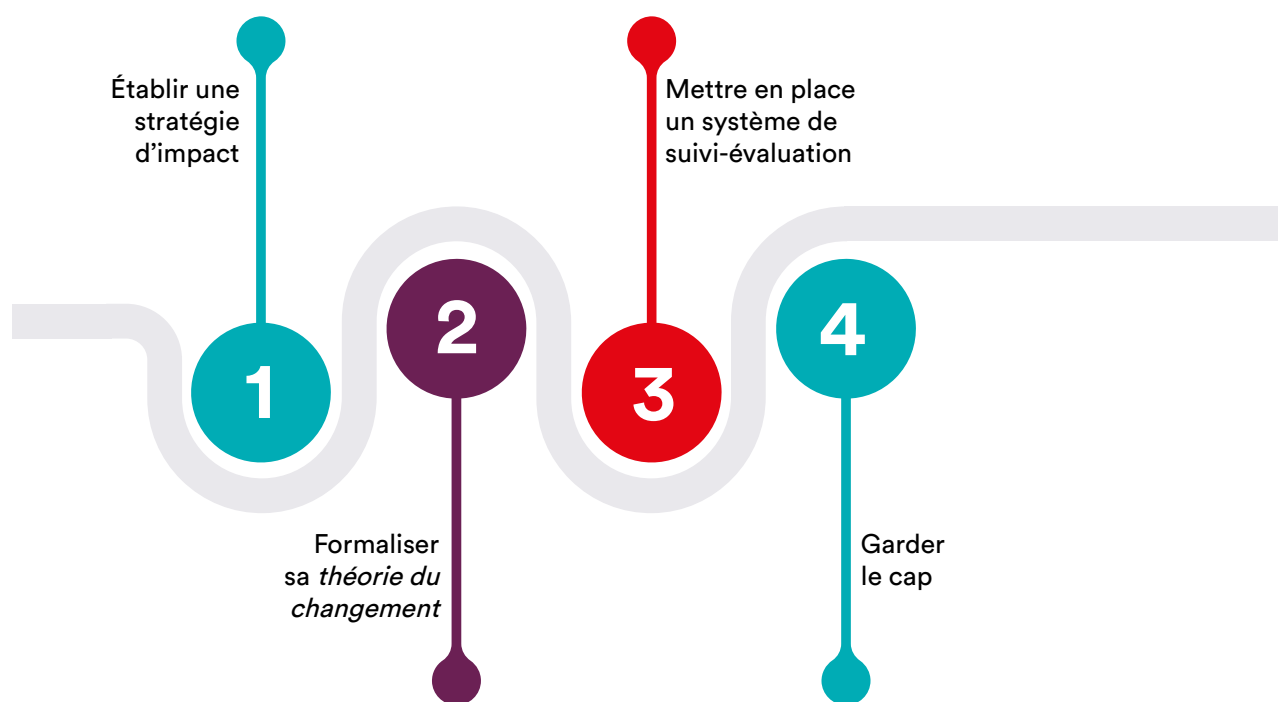 Établir une
stratégie
d'impact
1
Formaliser
sa théorie du
changement
2
Mettre en place
un système de
suivi-évaluation
3
Garder
le cap
4